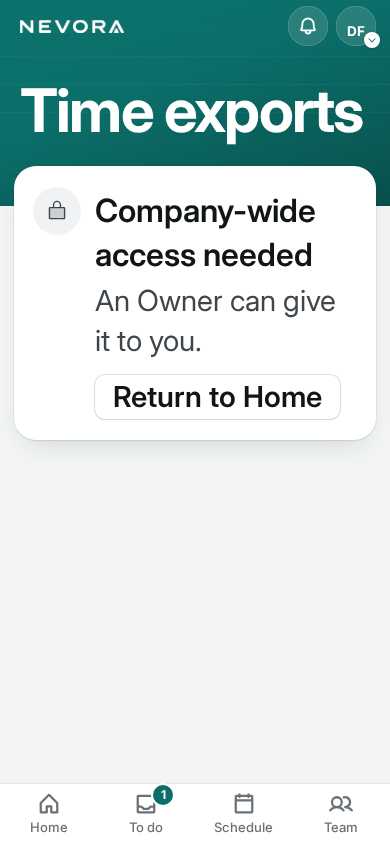 NEVORA
DF
Time exports
Company-wide
access needed
An Owner can give
it to you.
Return to Home
1
Home
To do
Schedule
Team